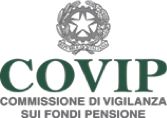 COVIP
COMMISSIONE DI VIGILANZA
SUI FONDI PENSIONE